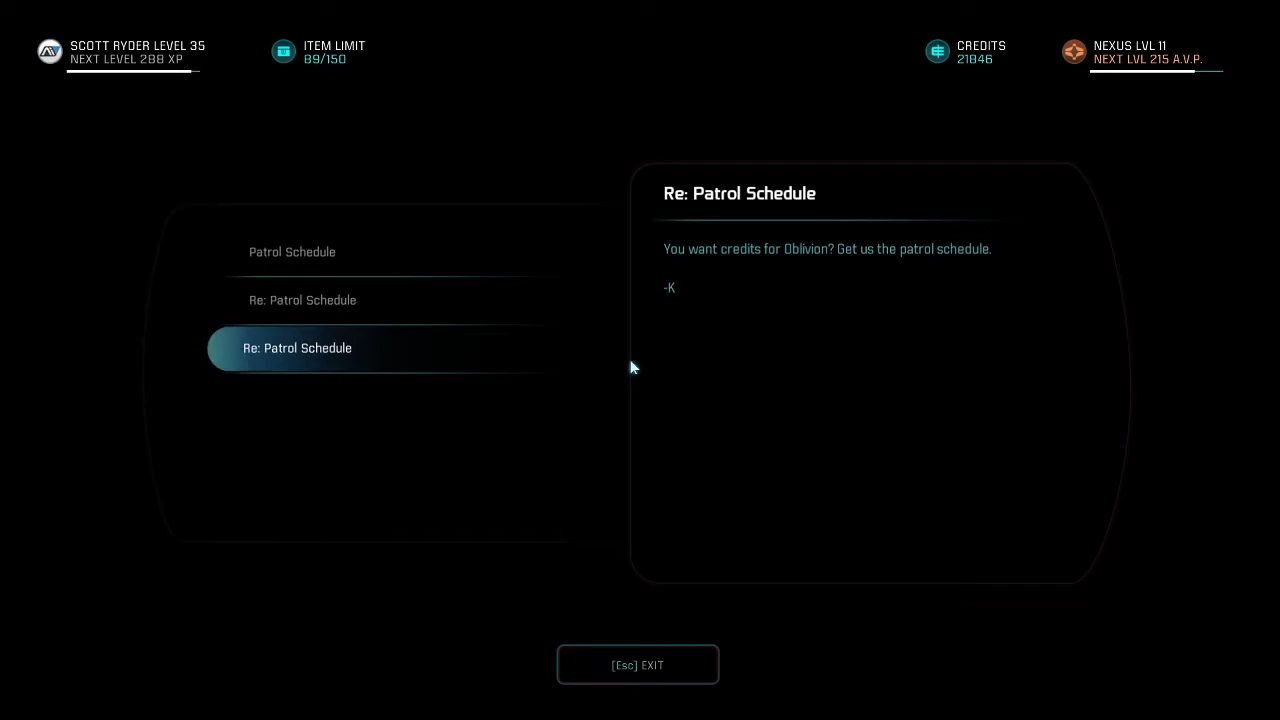 SCOTT RYDER LEVEL 35
NEXT LEVEL 288 XP
ITEM LIMIT
89/150
CREDITS
21846
NEXUS LVL 11
NEXT LVL 215 A.V.P.
Patrol Schedule
Re: Patrol Schedule
Re: Patrol Schedule
Re: Patrol Schedule
You want credits for Oblivion? Get us the patrol schedule.
-K
[Esc] EXIT